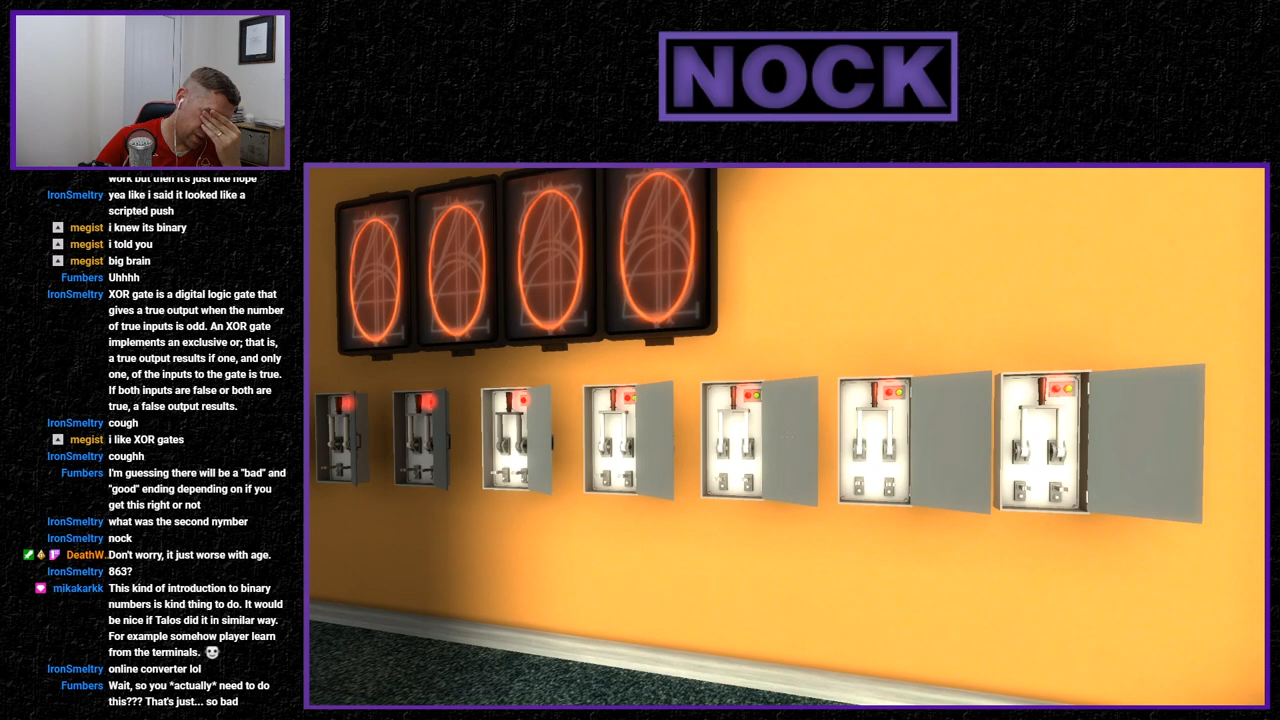 NOCK
work but then it's just like nope
IronSmeltry yea like i said it looked like a
scripted push
megist i knew its binary
megist i told you
megist big brain
Fumbers Uhhhh
IronSmeltry XOR gate is a digital logic gate that
gives a true output when the number
of true inputs is odd. An XOR gate
implements an exclusive or; that is,
a true output results if one, and only
one, of the inputs to the gate is true.
If both inputs are false or both are
true, a false output results.
IronSmeltry cough
megist i like XOR gates
IronSmeltry coughh
Fumbers I'm guessing there will be a "bad" and
"good" ending depending on if you
get this right or not
IronSmeltry what was the second nymber
IronSmeltry nock
DeathW... Don't worry, it just worse with age.
IronSmeltry 863?
mikakarkk This kind of introduction to binary
numbers is kind thing to do. It would
be nice if Talos did it in similar way.
For example somehow player learn
from the terminals.
IronSmeltry online converter lol
Fumbers Wait, so you *actually* need to do
this??? That's just... so bad